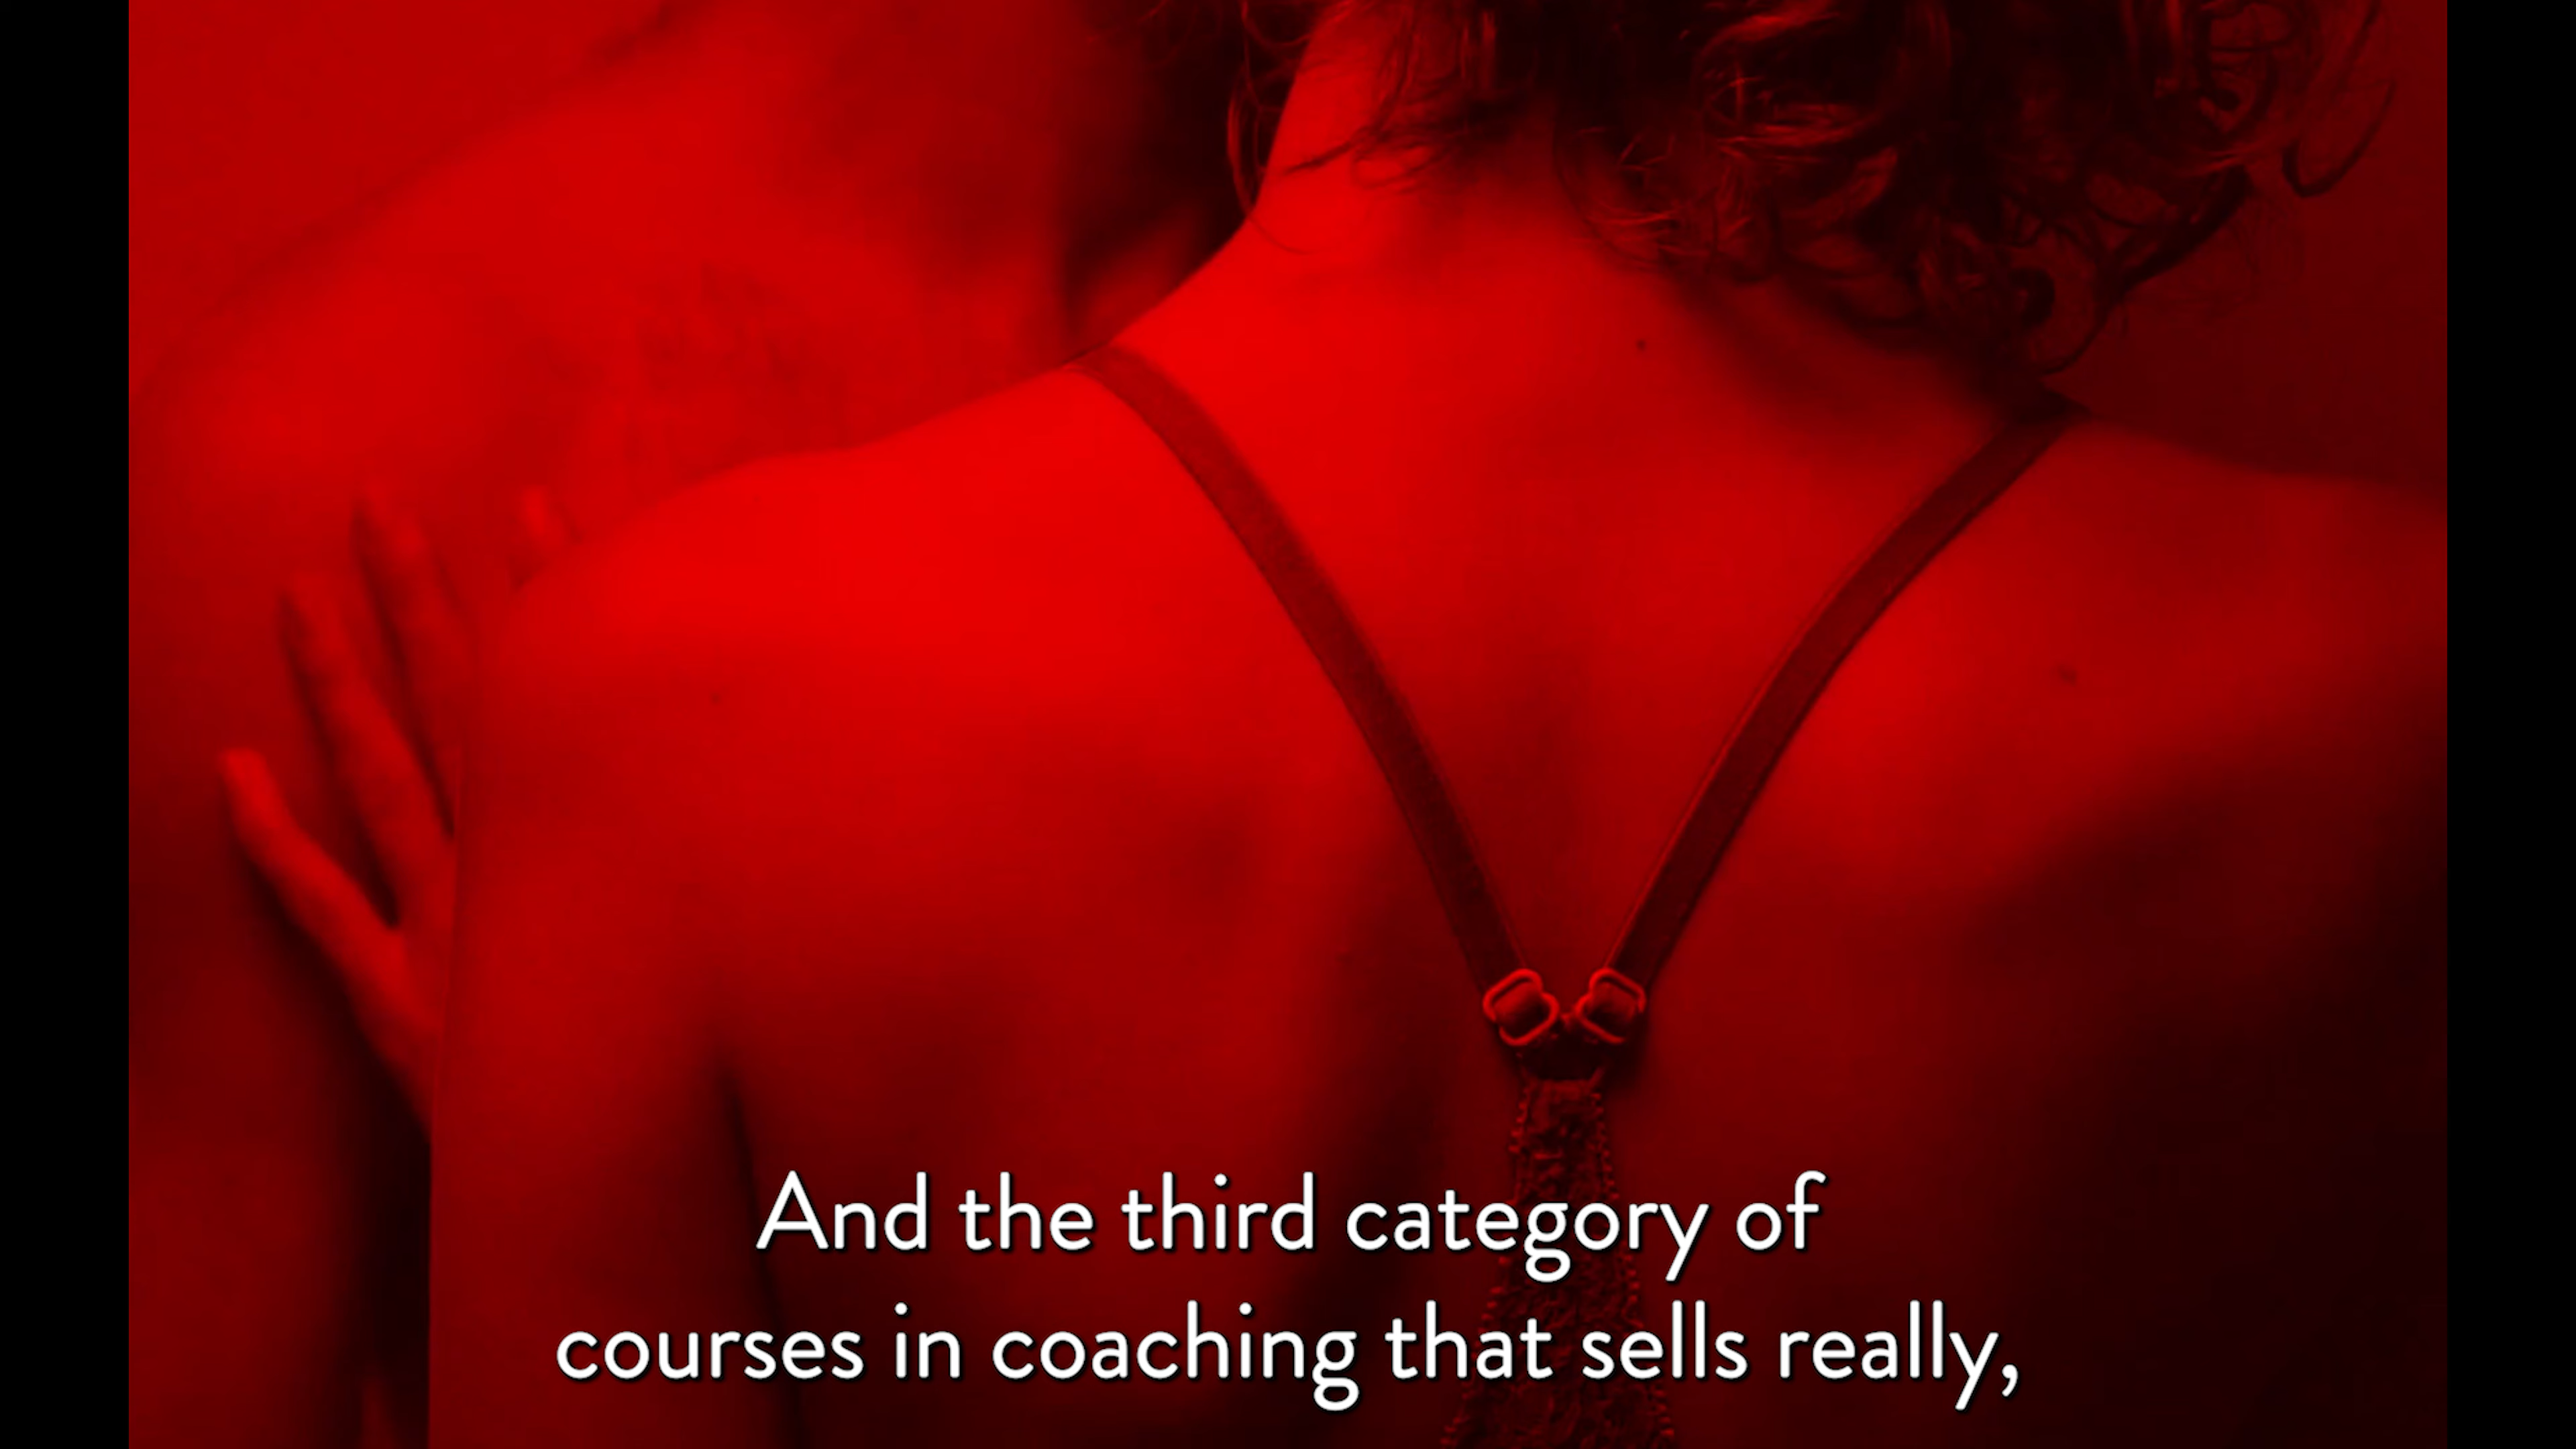 And the third category of
courses in coaching that sells really,